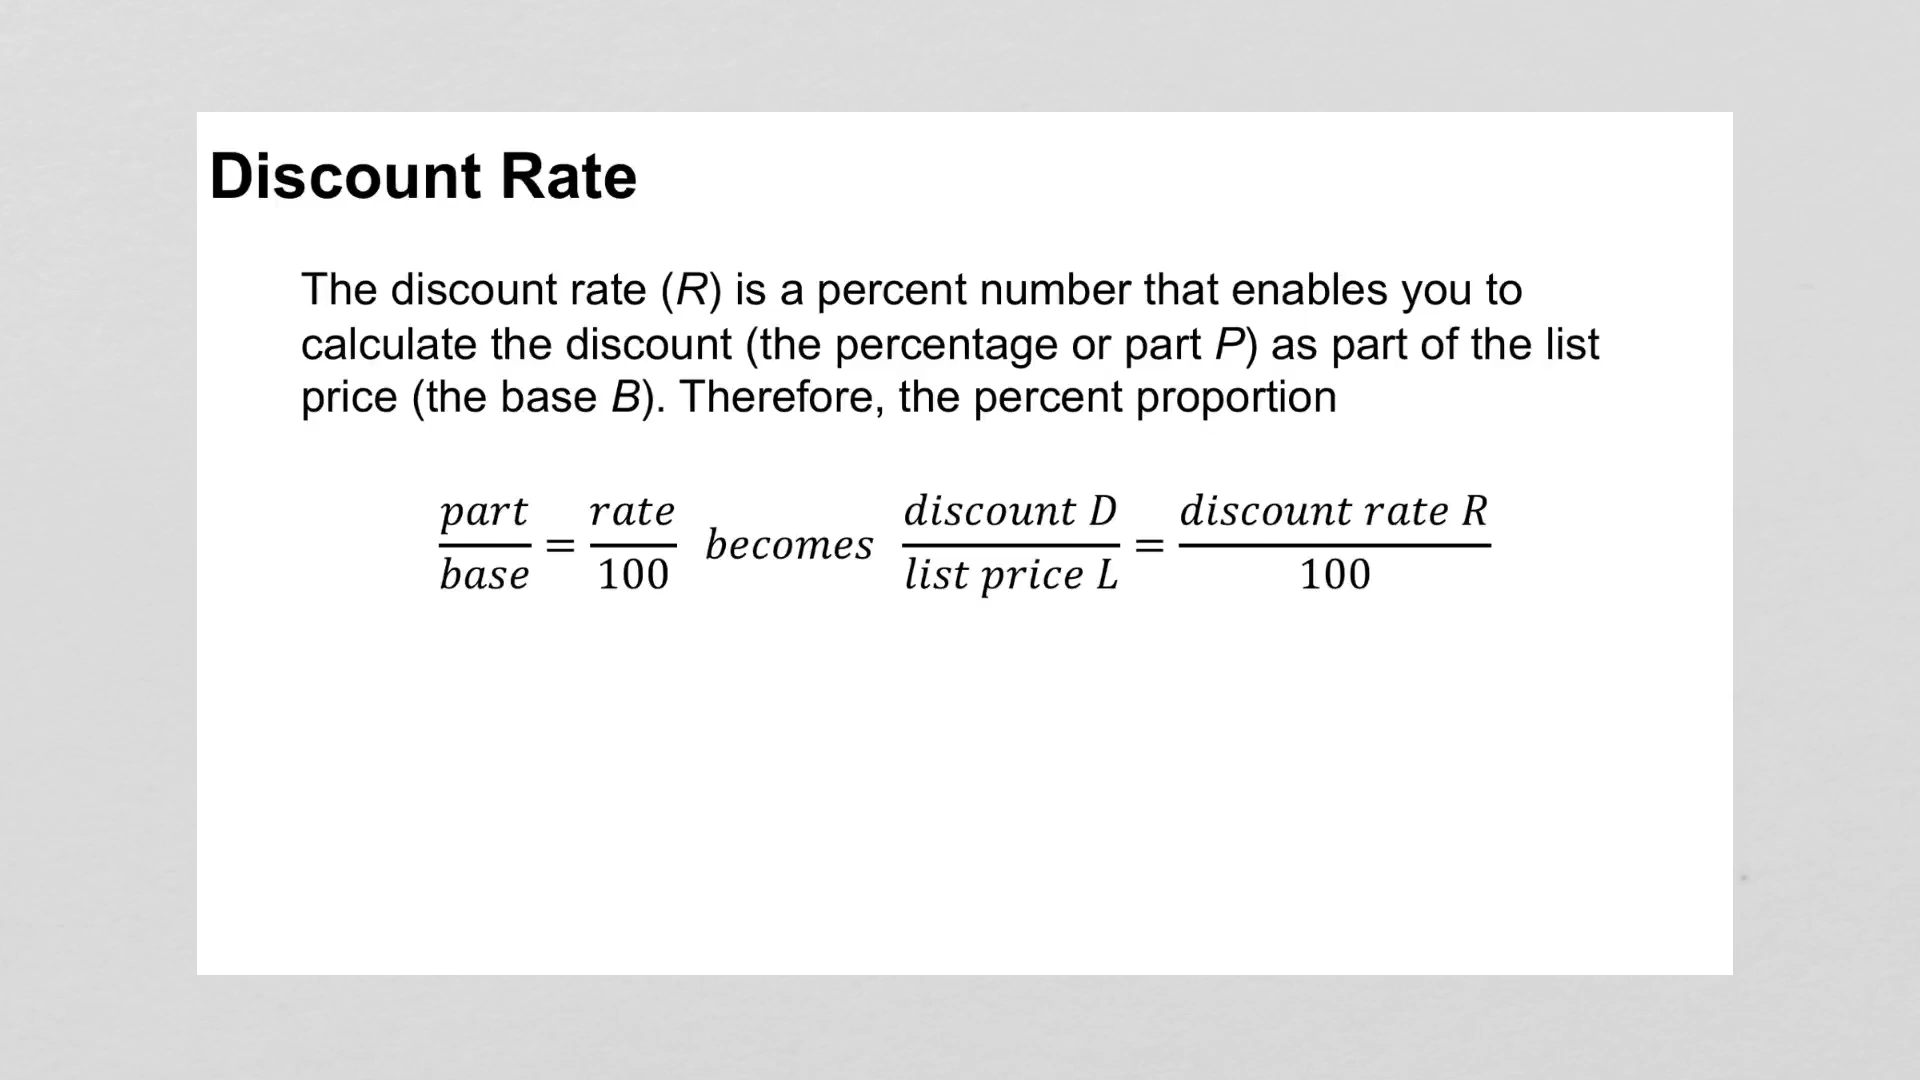 Discount Rate
The discount rate (R) is a percent number that enables you to
calculate the discount (the percentage or part P) as part of the list
price (the base B). Therefore, the percent proportion
part/base = rate/100 becomes discount D/list price L = discount rate R/100